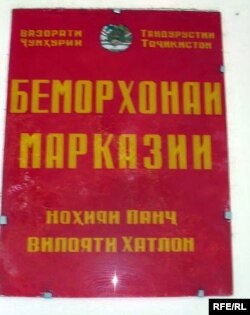 ВАЗОРАТИ ТАНДУРУСТИИ
ҶУМҲУРИИ ТОҶИКИСТОН
БЕМОРХОНАИ
МАРКАЗИИ
НОҲИЯИ ПАНҶ
ВИЛОЯТИ ХАТЛОН
RFE/RL